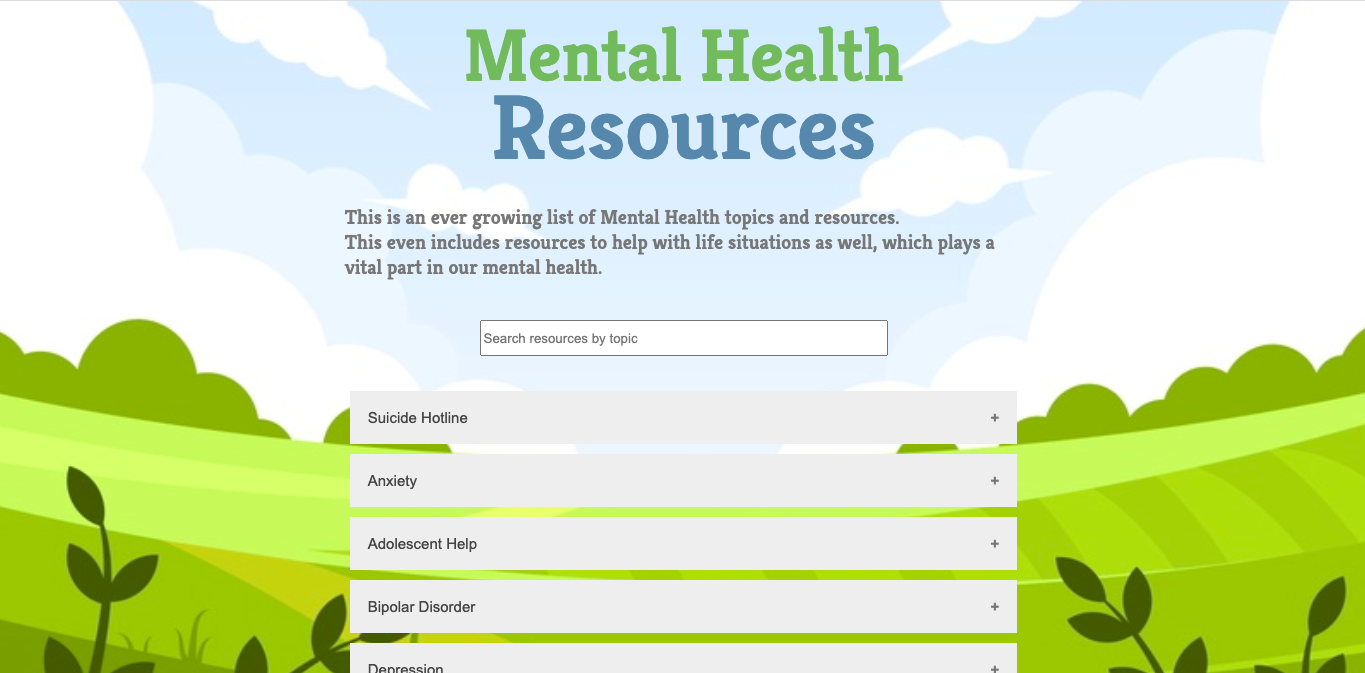 Mental Health
Resources
This is an ever growing list of Mental Health topics and resources.
This even includes resources to help with life situations as well, which plays a
vital part in our mental health.
Search resources by topic
Suicide Hotline +
Anxiety +
Adolescent Help +
Bipolar Disorder +
Depression +